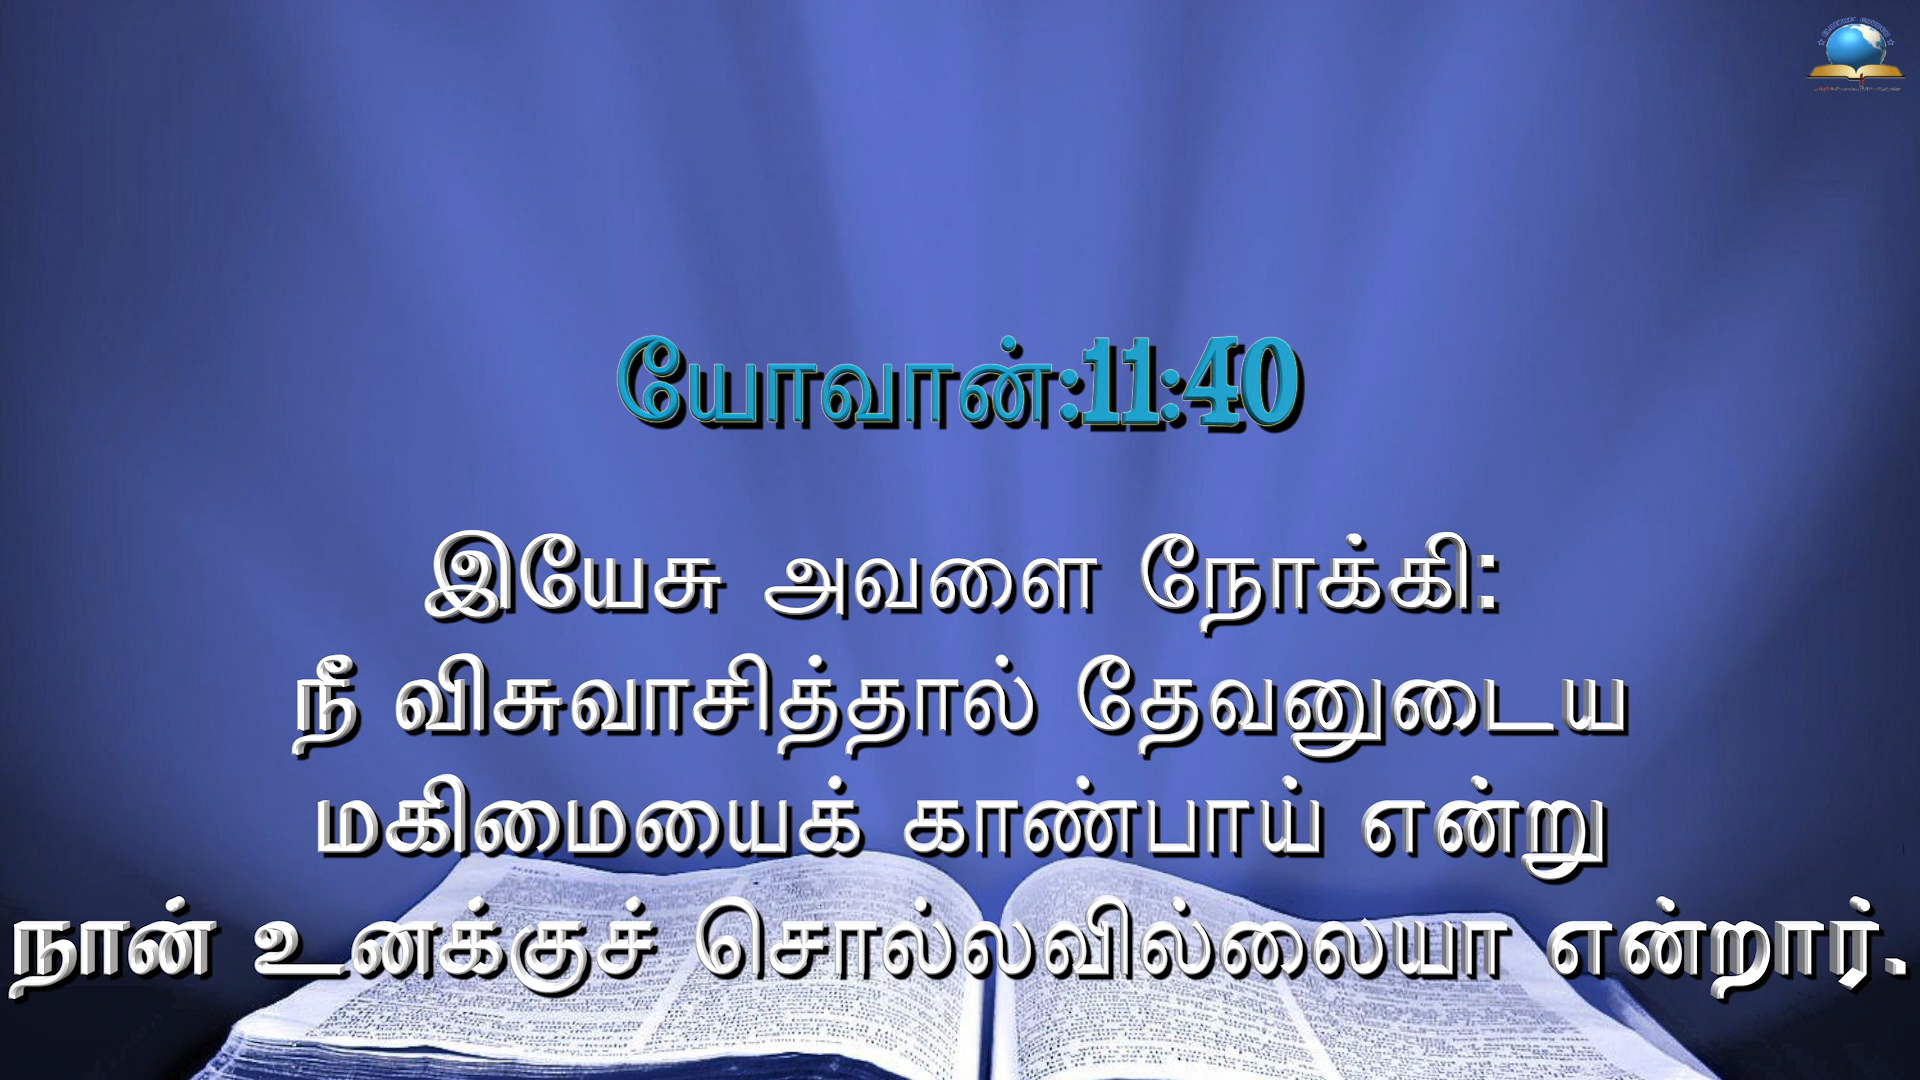 யோவான்:11:40
இயேசு அவளை நோக்கி:
நீ விசுவாசித்தால் தேவனுடைய
மகிமையைக் காண்பாய் என்று
நான் உனக்குச் சொல்லவில்லையா என்றார்.